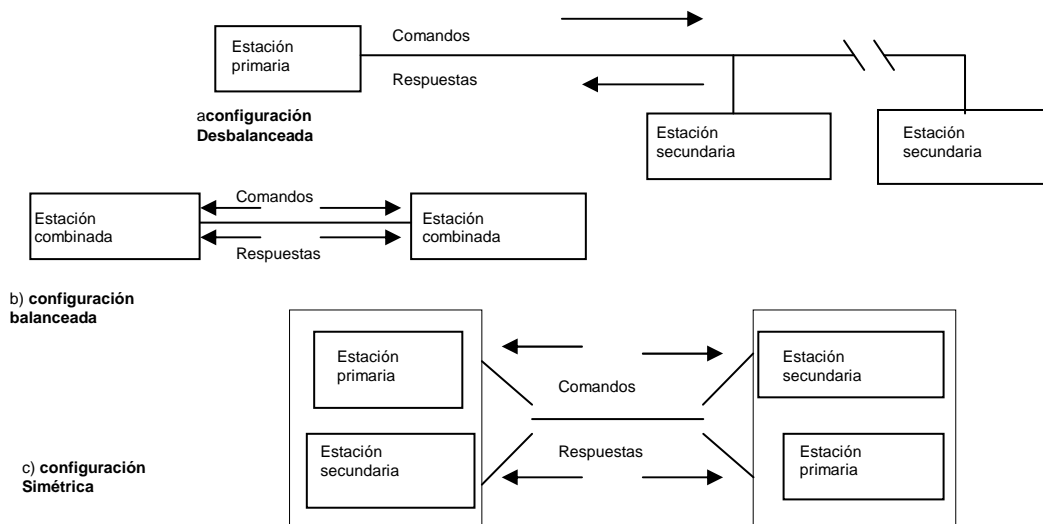 Estación
primaria
Comandos
Respuestas
aconfiguración
Desbalanceada
Estación
secundaria
Estación
secundaria
Estación
combinada
Comandos
Respuestas
Estación
combinada
b) configuración
balanceada
Estación
primaria
Estación
secundaria
Comandos
Respuestas
Estación
secundaria
Estación
primaria
c) configuración
Simétrica